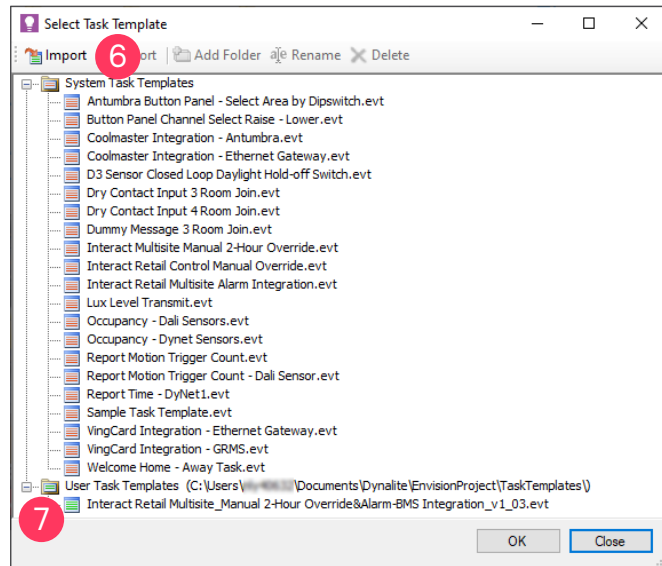 Select Task Template
Import 6 ort Add Folder Rename Delete
System Task Templates
Antumbra Button Panel - Select Area by Dipswitch.evt
Button Panel Channel Select Raise - Lower.evt
Coolmaster Integration - Antumbra.evt
Coolmaster Integration - Ethernet Gateway.evt
D3 Sensor Closed Loop Daylight Hold-off Switch.evt
Dry Contact Input 3 Room Join.evt
Dry Contact Input 4 Room Join.evt
Dummy Message 3 Room Join.evt
Interact Multisite Manual 2-Hour Override.evt
Interact Retail Control Manual Override.evt
Interact Retail Multisite Alarm Integration.evt
Lux Level Transmit.evt
Occupancy - Dali Sensors.evt
Occupancy - Dynet Sensors.evt
Report Motion Trigger Count.evt
Report Motion Trigger Count - Dali Sensor.evt
Report Time - DyNet1.evt
Sample Task Template.evt
VingCard Integration - Ethernet Gateway.evt
VingCard Integration - GRMS.evt
Welcome Home - Away Task.evt
User Task Templates (C:\Users\ \Documents\Dynalite\EnvisionProject\TaskTemplates\)
7 Interact Retail Multisite_Manual 2-Hour Override&Alarm-BMS Integration_v1_03.evt
OK Close